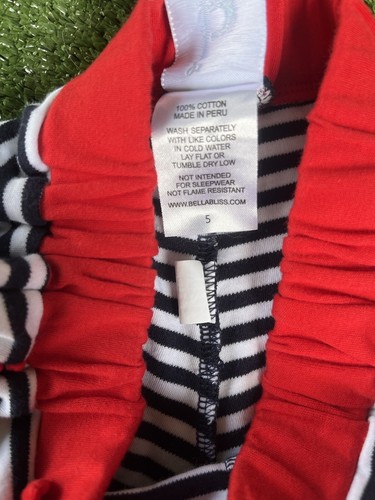 100% COTTON
MADE IN PERU
WASH SEPARATELY
WITH LIKE COLORS
IN COLD WATER
LAY FLAT OR
TUMBLE DRY LOW
NOT INTENDED
FOR SLEEPWEAR
NOT FLAME RESISTANT
WWW.BELLABLISS.COM
5